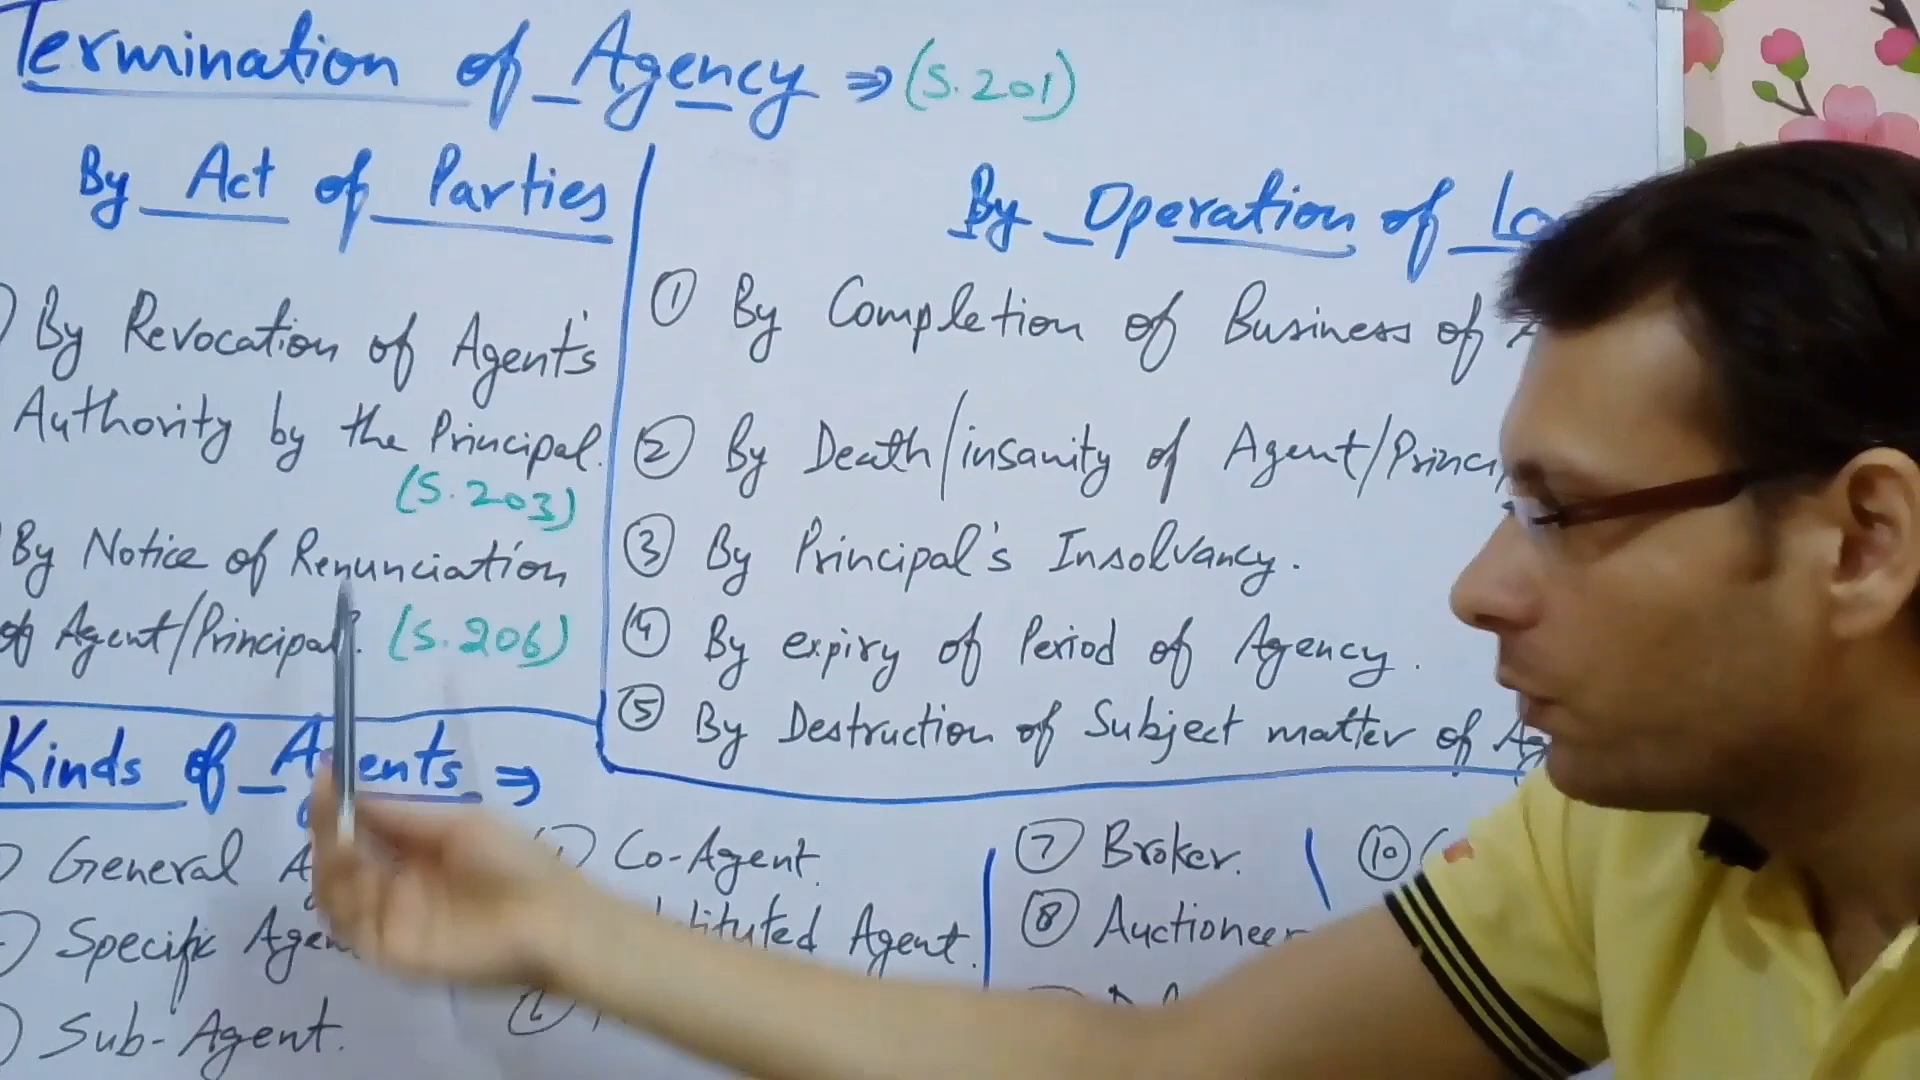 Termination of Agency ⇒ (S.201)
By Act of Parties
By Revocation of Agent's
Authority by the Principal.
(S.203)
By Notice of Renunciation
of Agent/Principal. (S.206)
By Operation of
① By Completion of Business of
② By Death/insanity of Agent/
③ By Principal's Insolvancy.
④ By expiry of Period of Agency.
⑤ By Destruction of Subject matter of
Kinds of Agents ⇒
General
Specific
Sub-Agent.
Co-Agent.
Agent.
⑦ Broker.
⑧ Auctioneer
⑩